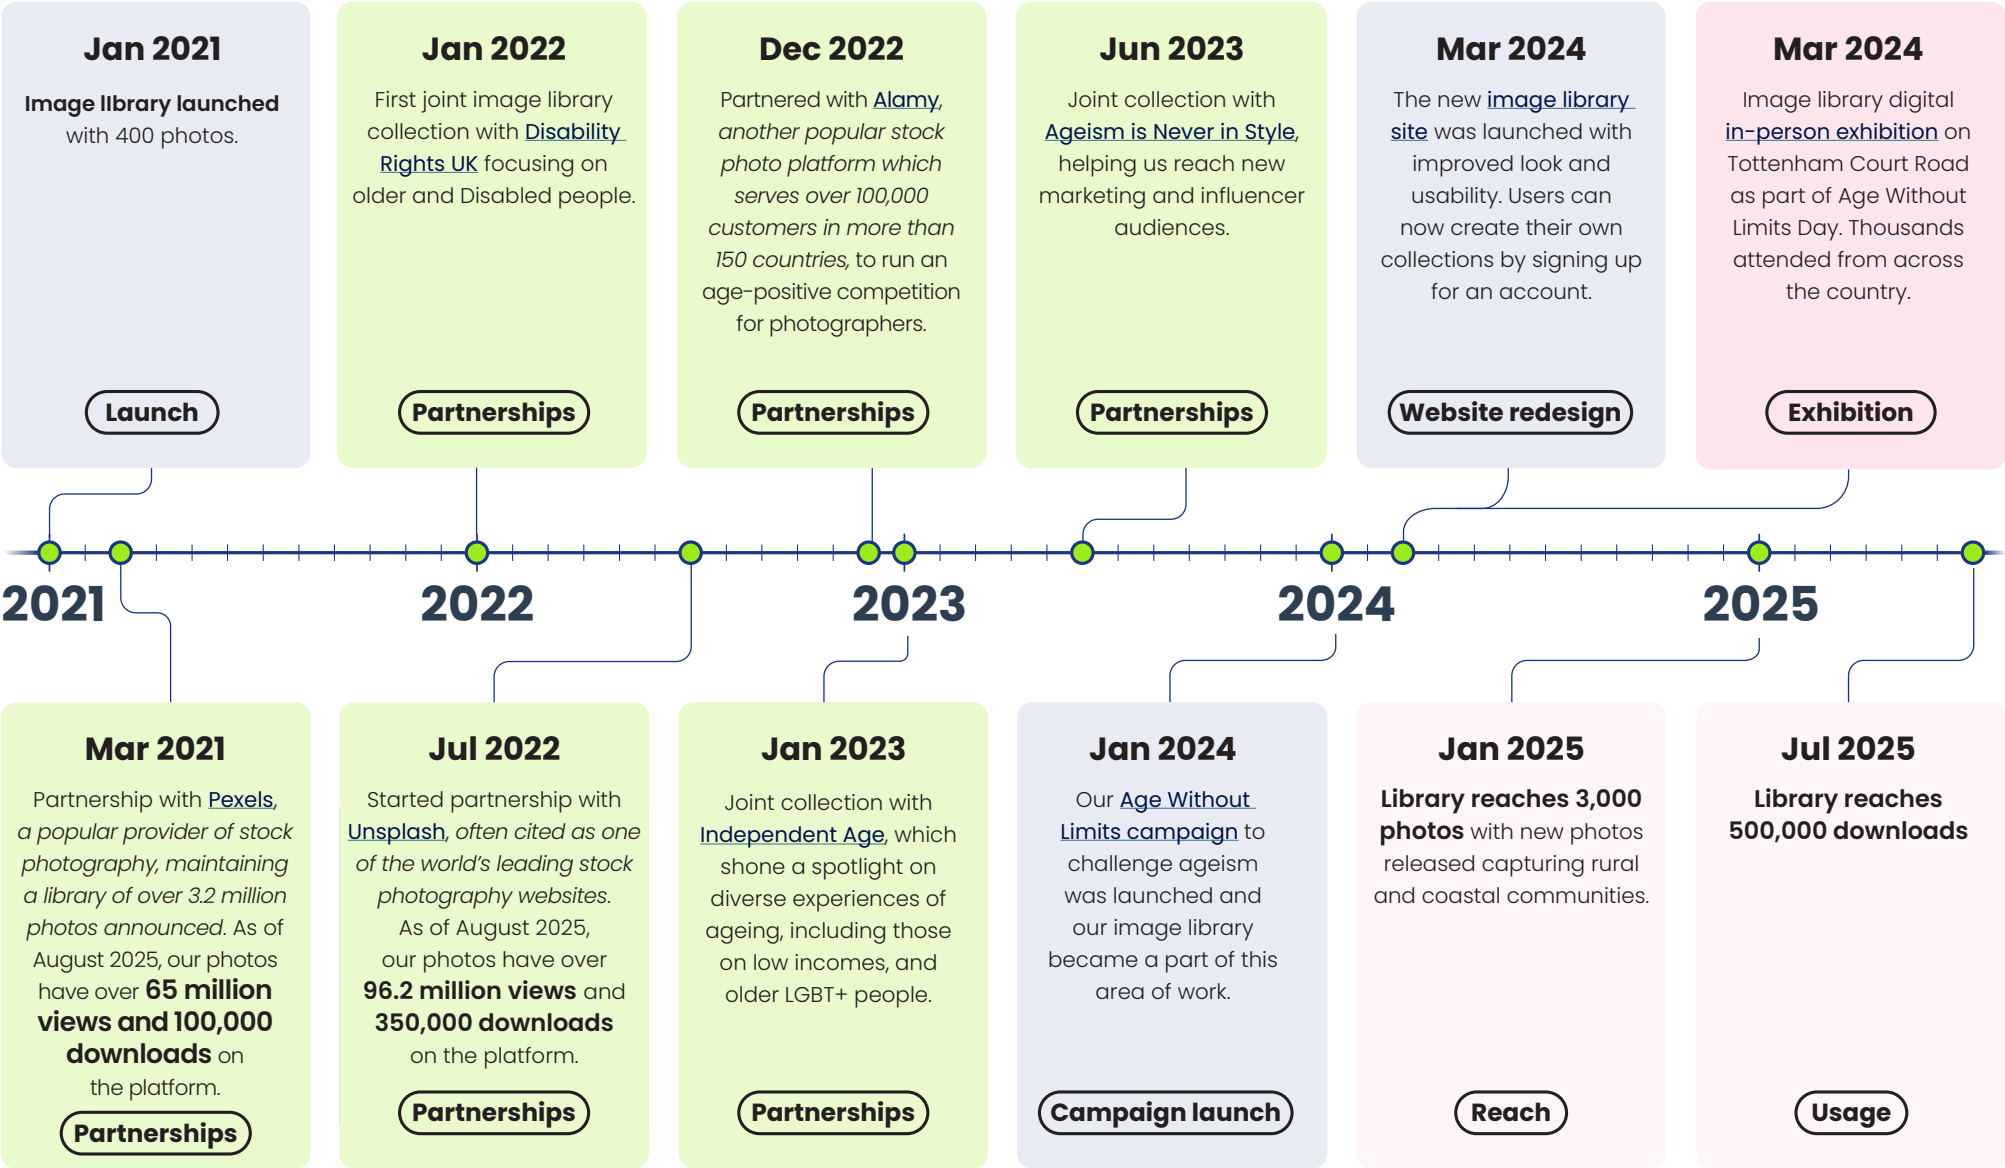 Jan 2021
Image lIbrary launched
with 400 photos.
Launch
Jan 2022
First joint image library
collection with Disability
Rights UK focusing on
older and Disabled people.
Partnerships
Dec 2022
Partnered with Alamy,
another popular stock
photo platform which
serves over 100,000
customers in more than
150 countries, to run an
age-positive competition
for photographers.
Partnerships
Jun 2023
Joint collection with
Ageism is Never in Style,
helping us reach new
marketing and influencer
audiences.
Partnerships
Mar 2024
The new image library
site was launched with
improved look and
usability. Users can
now create their own
collections by signing up
for an account.
Website redesign
Mar 2024
Image library digital
in-person exhibition on
Tottenham Court Road
as part of Age Without
Limits Day. Thousands
attended from across
the country.
Exhibition
2021
2022
2023
2024
2025
Mar 2021
Partnership with Pexels,
a popular provider of stock
photography, maintaining
a library of over 3.2 million
photos announced. As of
August 2025, our photos
have over 65 million
views and 100,000
downloads on
the platform.
Partnerships
Jul 2022
Started partnership with
Unsplash, often cited as one
of the world's leading stock
photography websites.
As of August 2025,
our photos have over
96.2 million views and
350,000 downloads
on the platform.
Partnerships
Jan 2023
Joint collection with
Independent Age, which
shone a spotlight on
diverse experiences of
ageing, including those
on low incomes, and
older LGBT+ people.
Partnerships
Jan 2024
Our Age Without
Limits campaign to
challenge ageism
was launched and
our image library
became a part of this
area of work.
Campaign launch
Jan 2025
Library reaches 3,000
photos with new photos
released capturing rural
and coastal communities.
Reach
Jul 2025
Library reaches
500,000 downloads
Usage